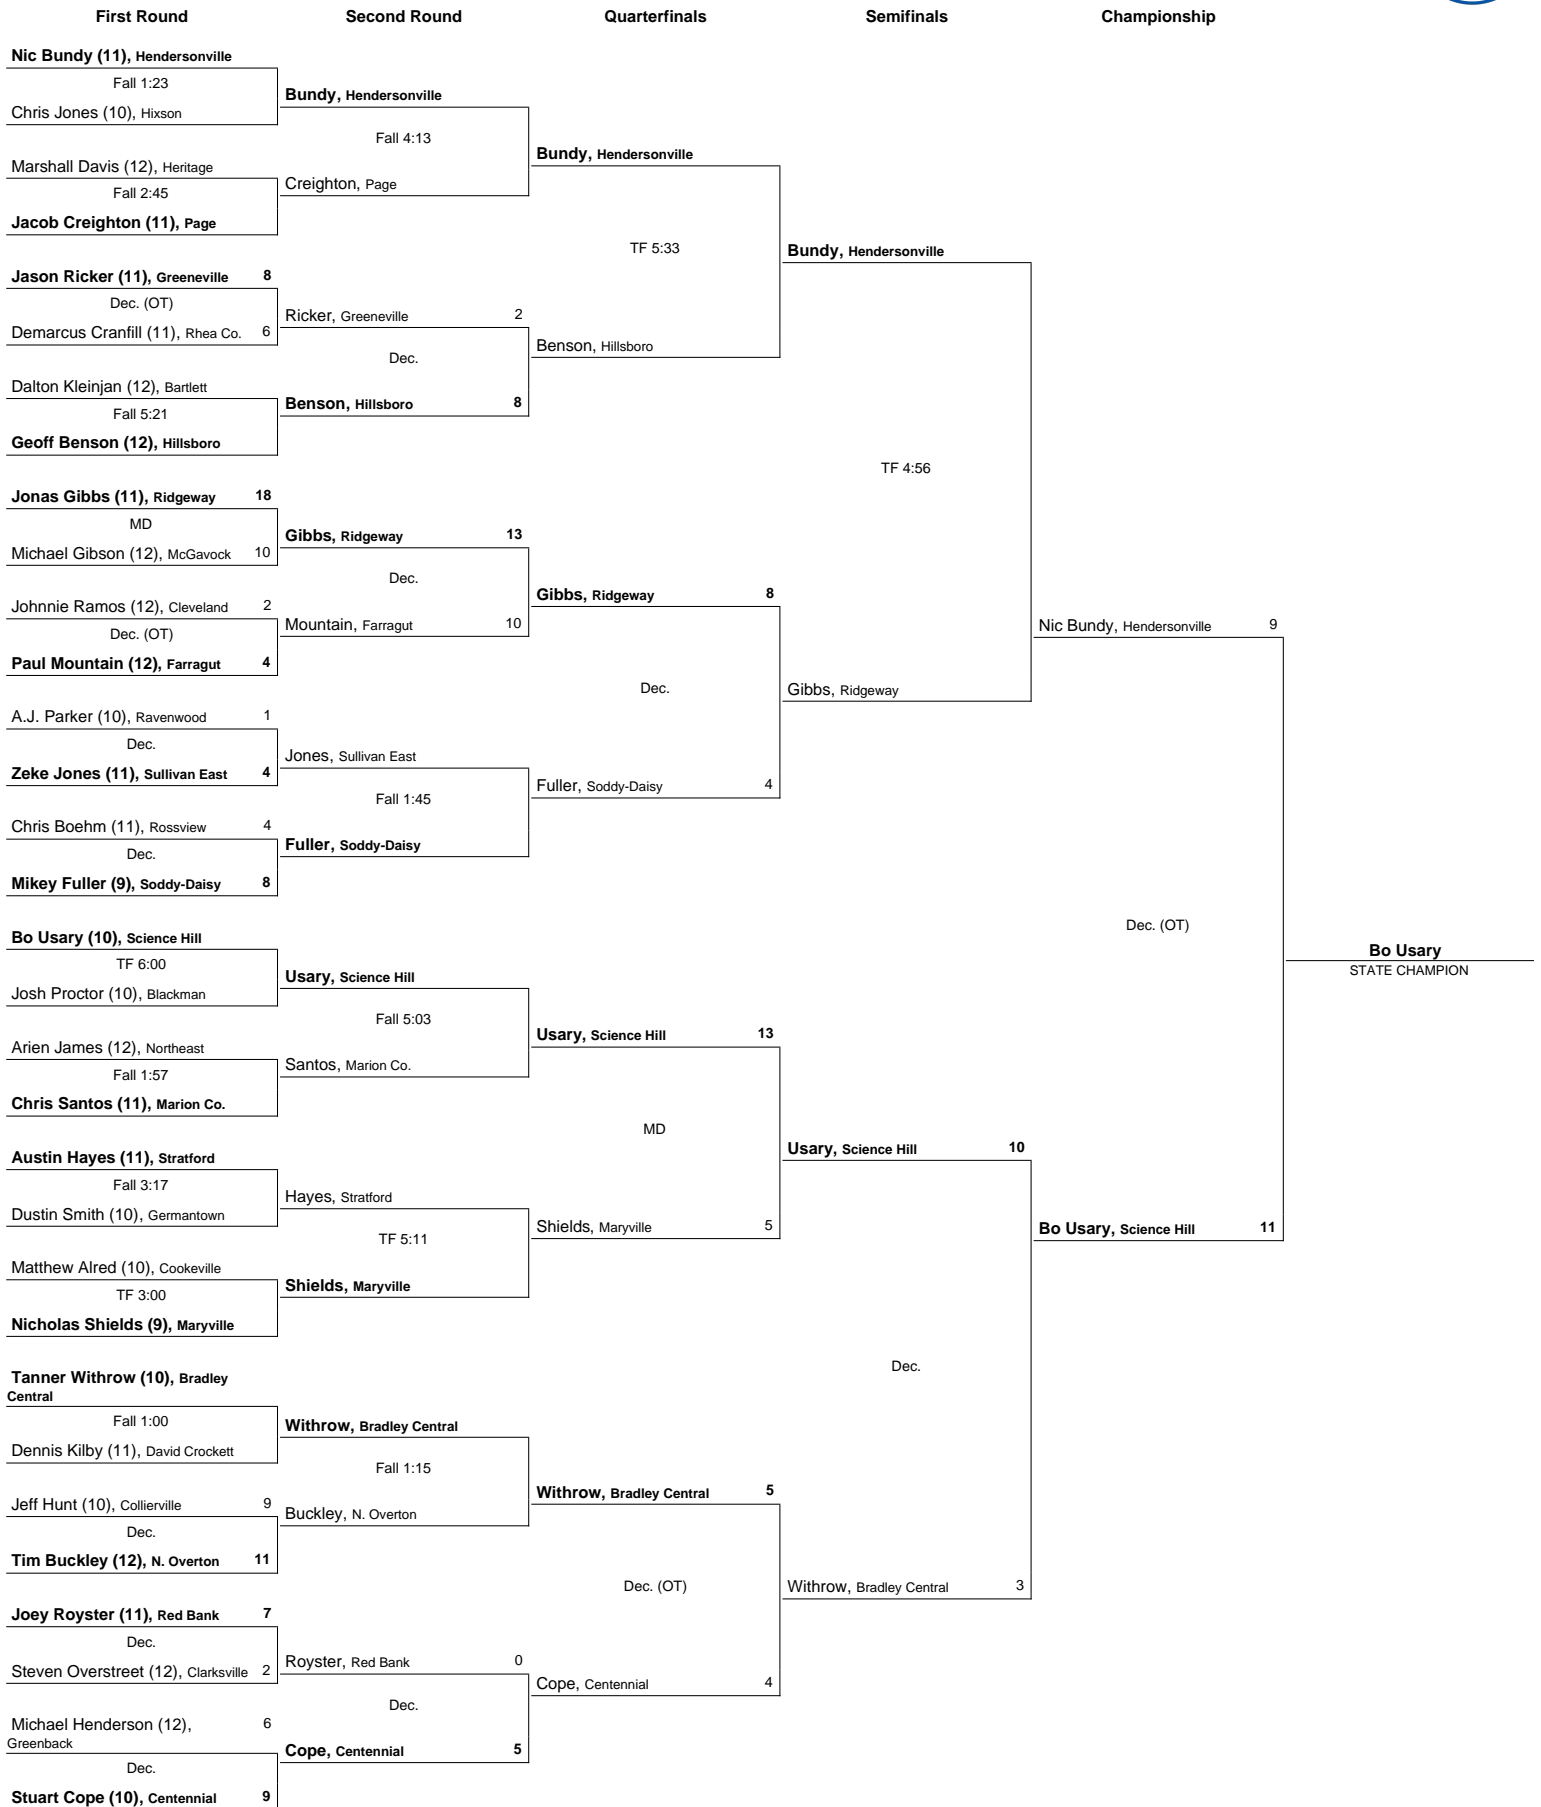 First Round Second Round Quarterfinals Semifinals Championship
Nic Bundy (11), Hendersonville
Fall 1:23
Chris Jones (10), Hixson
Marshall Davis (12), Heritage
Fall 2:45
Jacob Creighton (11), Page
Jason Ricker (11), Greeneville 8
Dec. (OT)
Demarcus Cranfill (11), Rhea Co. 6
Dalton Kleinjan (12), Bartlett
Fall 5:21
Geoff Benson (12), Hillsboro
Jonas Gibbs (11), Ridgeway 18
MD
Michael Gibson (12), McGavock 10
Johnnie Ramos (12), Cleveland 2
Dec. (OT)
Paul Mountain (12), Farragut 4
A.J. Parker (10), Ravenwood 1
Dec.
Zeke Jones (11), Sullivan East 4
Chris Boehm (11), Rossview 4
Dec.
Mikey Fuller (9), Soddy-Daisy 8
Bo Usary (10), Science Hill
TF 6:00
Josh Proctor (10), Blackman
Arien James (12), Northeast
Fall 1:57
Chris Santos (11), Marion Co.
Austin Hayes (11), Stratford
Fall 3:17
Dustin Smith (10), Germantown
Matthew Alred (10), Cookeville
TF 3:00
Nicholas Shields (9), Maryville
Tanner Withrow (10), Bradley
Central
Fall 1:00
Dennis Kilby (11), David Crockett
Jeff Hunt (10), Collierville 9
Dec.
Tim Buckley (12), N. Overton 11
Joey Royster (11), Red Bank 7
Dec.
Steven Overstreet (12), Clarksville 2
Michael Henderson (12), 6
Greenback
Dec.
Stuart Cope (10), Centennial 9
Bundy, Hendersonville
Fall 4:13
Creighton, Page
Ricker, Greeneville 2
Dec.
Benson, Hillsboro 8
Gibbs, Ridgeway 13
Dec.
Mountain, Farragut 10
Jones, Sullivan East
Fall 1:45
Fuller, Soddy-Daisy
Usary, Science Hill
Fall 5:03
Santos, Marion Co.
Hayes, Stratford
TF 5:11
Shields, Maryville
Withrow, Bradley Central
Fall 1:15
Buckley, N. Overton
Royster, Red Bank 0
Dec.
Cope, Centennial 5
Bundy, Hendersonville
TF 5:33
Benson, Hillsboro
Gibbs, Ridgeway 8
Dec.
Fuller, Soddy-Daisy 4
Usary, Science Hill 13
MD
Shields, Maryville 5
Withrow, Bradley Central 5
Dec. (OT)
Cope, Centennial 4
Bundy, Hendersonville
TF 4:56
Gibbs, Ridgeway
Usary, Science Hill 10
Dec.
Withrow, Bradley Central 3
Nic Bundy, Hendersonville 9
Dec. (OT)
Bo Usary, Science Hill 11
Bo Usary
STATE CHAMPION